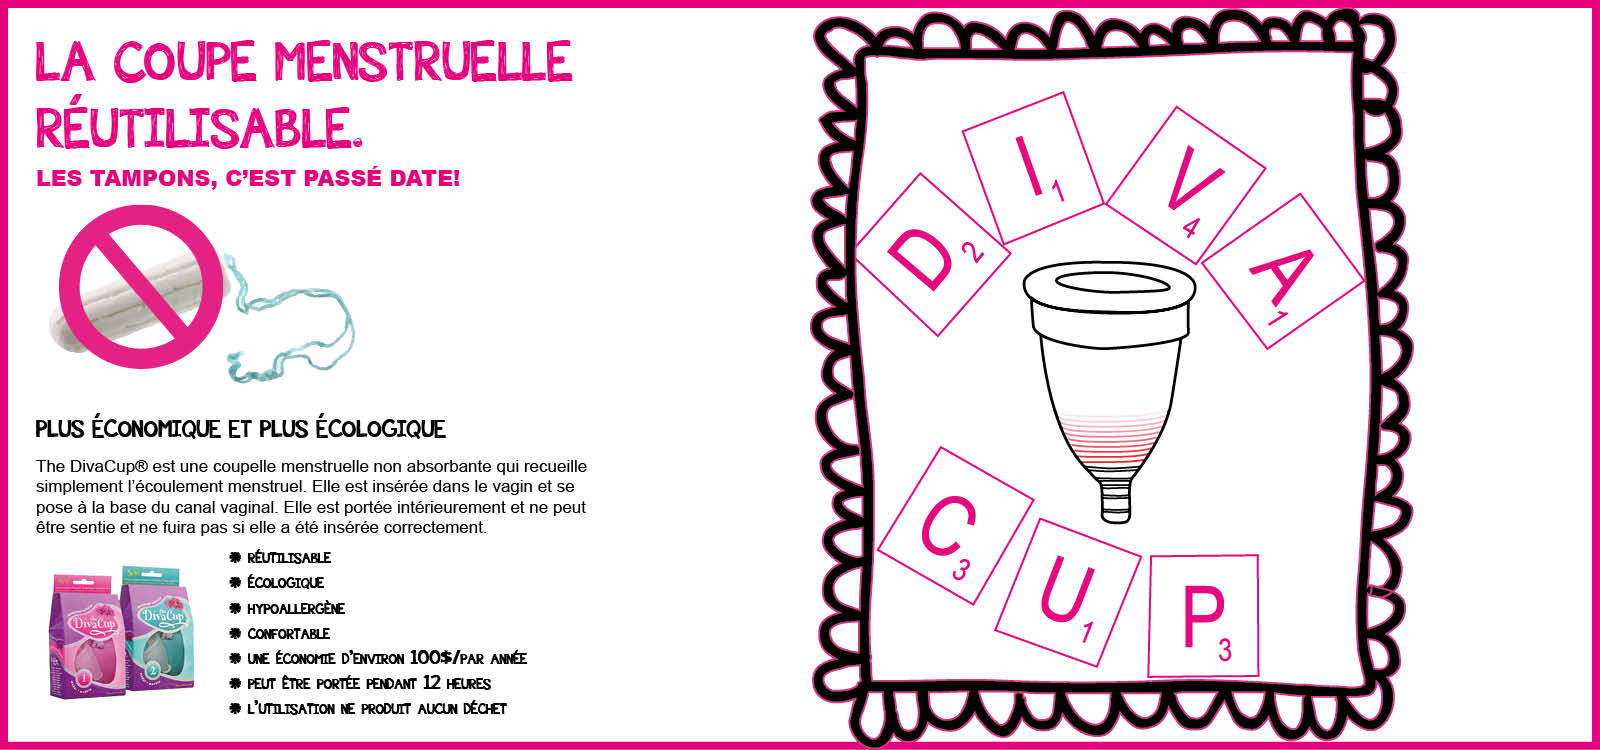 LA COUPE MENSTRUELLE
RÉUTILISABLE.
LES TAMPONS, C'EST PASSÉ DATE!
PLUS ÉCONOMIQUE ET PLUS ÉCOLOGIQUE
The DivaCup® est une coupelle menstruelle non absorbante qui recueille
simplement l'écoulement menstruel. Elle est insérée dans le vagin et se
pose à la base du canal vaginal. Elle est portée intérieurement et ne peut
être sentie et ne fuira pas si elle a été insérée correctement.
RÉUTILISABLE
ÉCOLOGIQUE
HYPOALLERGÈNE
CONFORTABLE
UNE ÉCONOMIE D'ENVIRON 100$/PAR ANNÉE
PEUT ÊTRE PORTÉE PENDANT 12 HEURES
L'UTILISATION NE PRODUIT AUCUN DÉCHET
The
DivaCup
1
The
DivaCup
2
D2 I1 V4 A1
C3 U1 P3